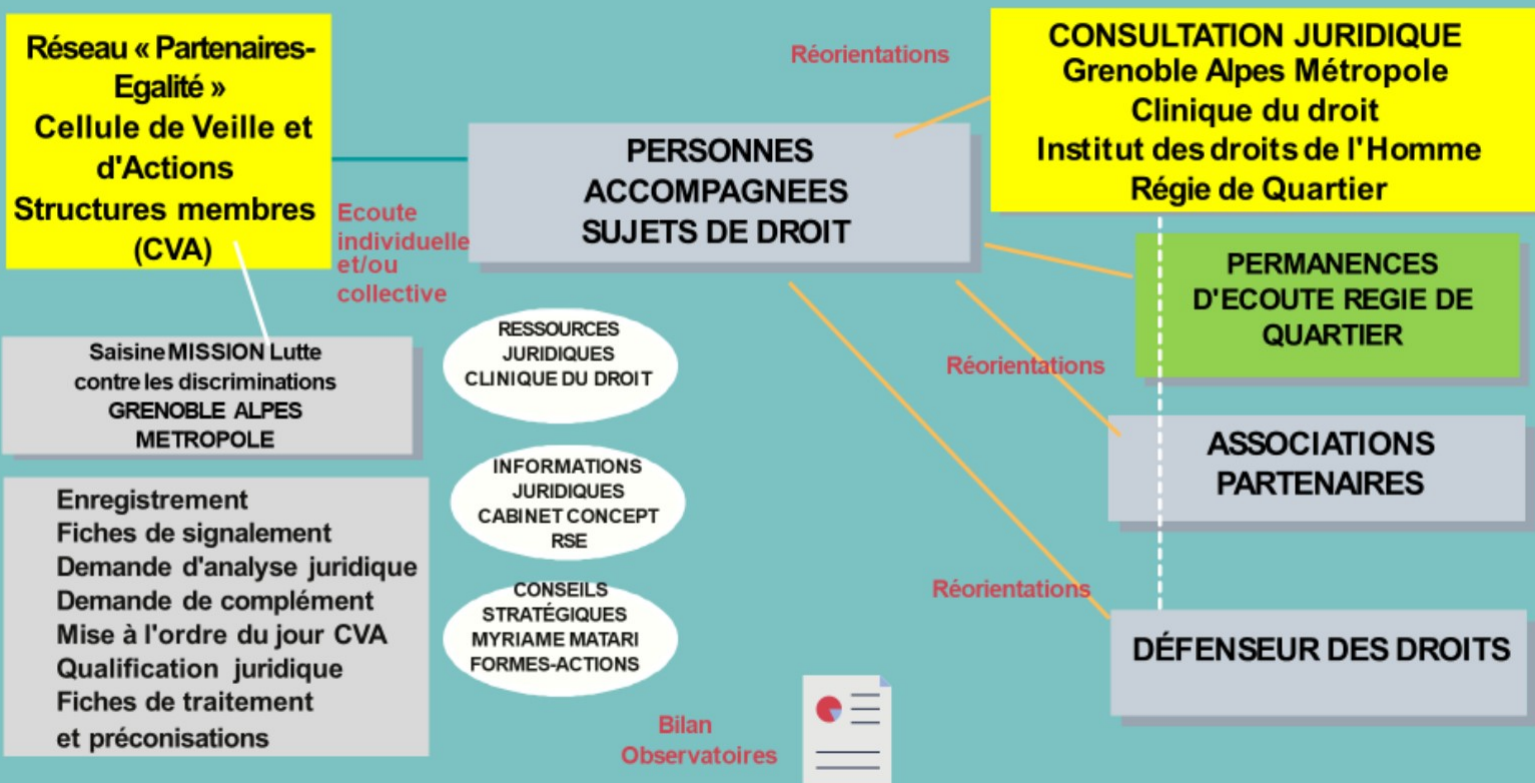 Réseau « Partenaires-
Egalité »
Cellule de Veille et
d'Actions
Structures membres
(CVA)
Ecoute
individuelle
et/ou
collective
PERSONNES
ACCOMPAGNEES
SUJETS DE DROIT
Réorientations
CONSULTATION JURIDIQUE
Grenoble Alpes Métropole
Clinique du droit
Institut des droits de l'Homme
Régie de Quartier
PERMANENCES
D'ECOUTE REGIE DE
QUARTIER
Réorientations
ASSOCIATIONS
PARTENAIRES
Réorientations
DÉFENSEUR DES DROITS
Saisine MISSION Lutte
contre les discriminations
GRENOBLE ALPES
METROPOLE
Enregistrement
Fiches de signalement
Demande d'analyse juridique
Demande de complément
Mise à l'ordre du jour CVA
Qualification juridique
Fiches de traitement
et préconisations
RESSOURCES
JURIDIQUES
CLINIQUE DU DROIT
INFORMATIONS
JURIDIQUES
CABINET CONCEPT
RSE
CONSEILS
STRATÉGIQUES
MYRIAME MATARI
FORMES-ACTIONS
Bilan
Observatoires